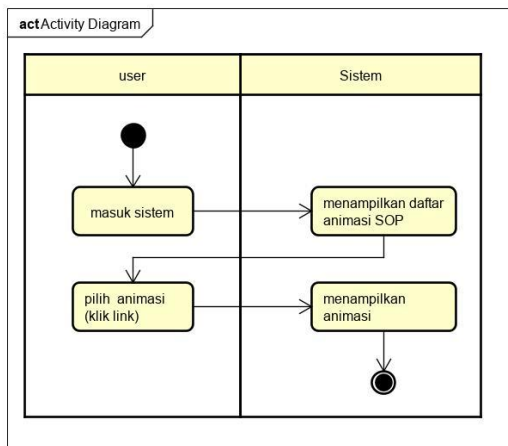 act Activity Diagram
user
Sistem
masuk sistem
menampilkan daftar
animasi SOP
pilih animasi
(klik link)
menampilkan
animasi